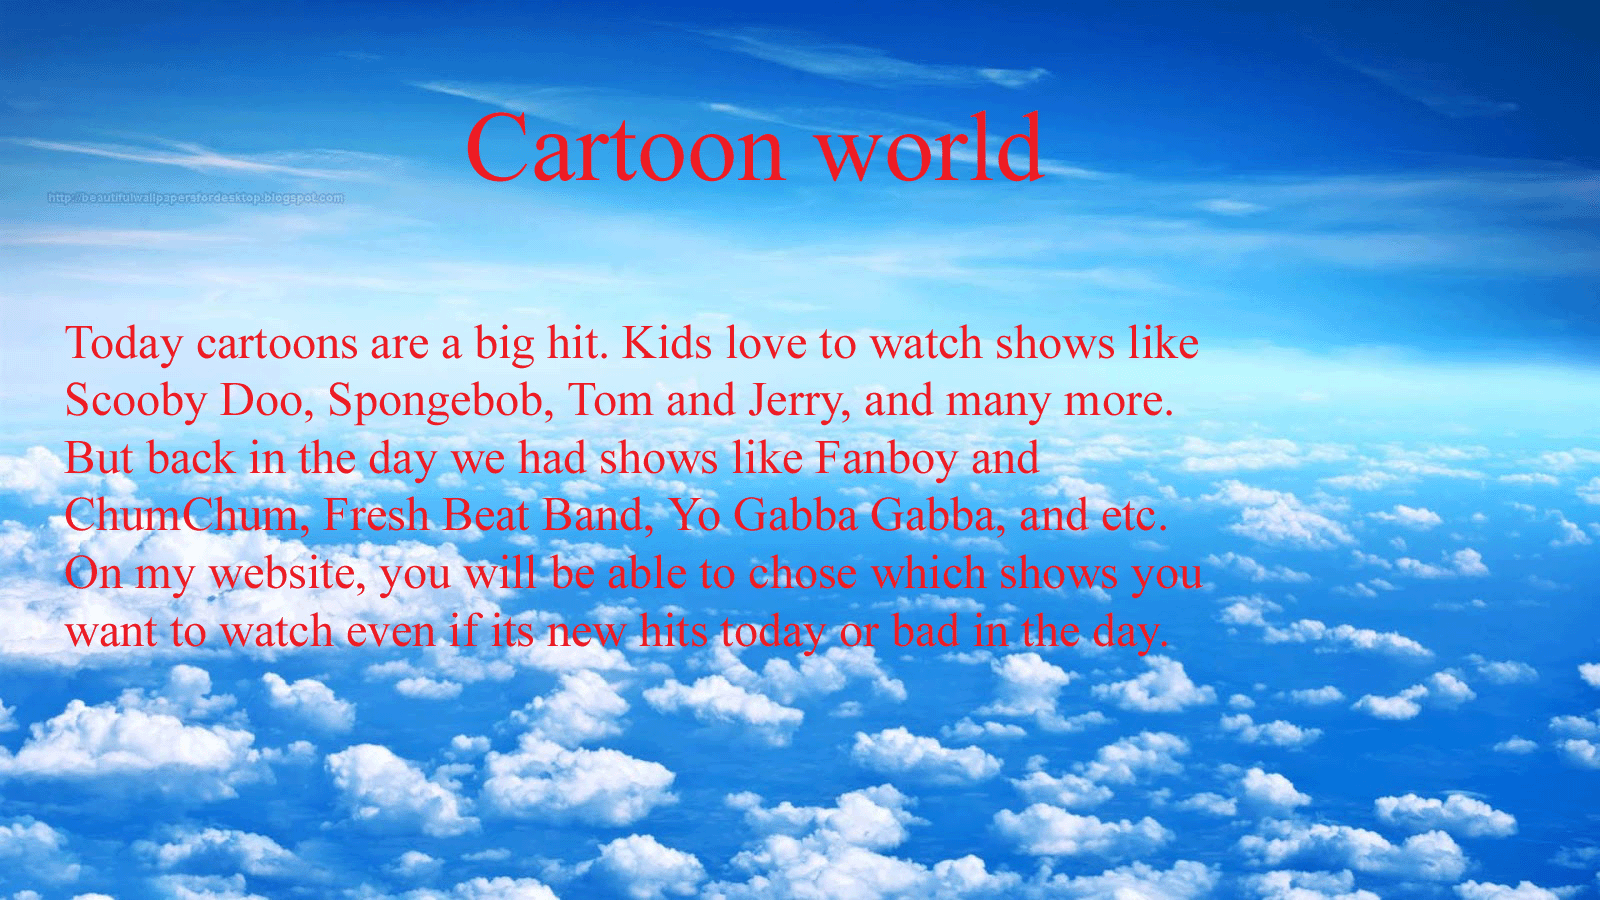 Cartoon world
http://beautifulwallpapersfordesktop.blogspot.com
Today cartoons are a big hit. Kids love to watch shows like
Scooby Doo, Spongebob, Tom and Jerry, and many more.
But back in the day we had shows like Fanboy and
ChumChum, Fresh Beat Band, Yo Gabba Gabba, and etc.
On my website, you will be able to chose which shows you
want to watch even if its new hits today or bad in the day.